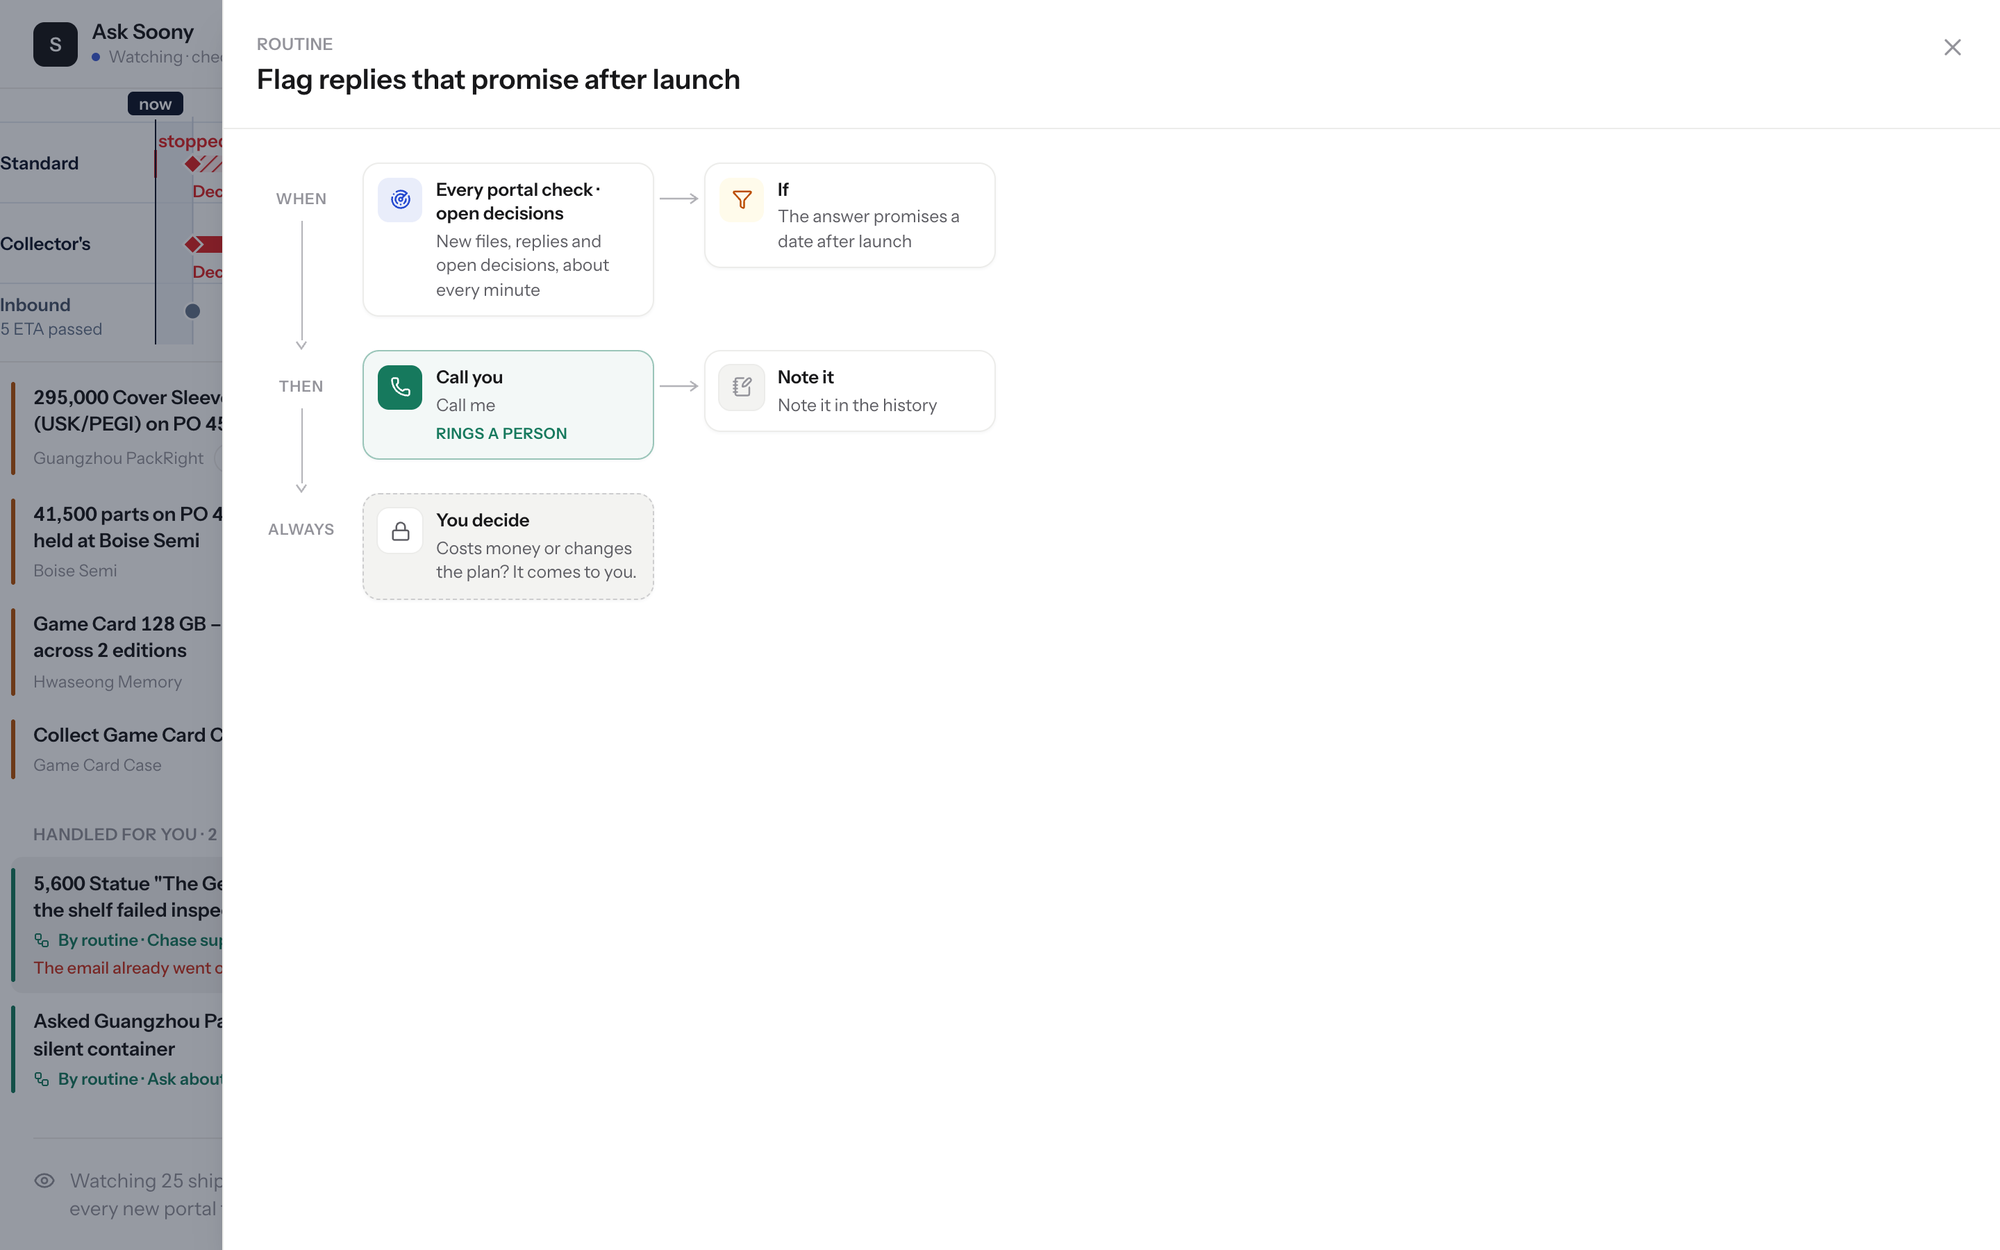 S
Ask Soony
Watching · chec
now
stopped
Standard
Dec
Collector's
Dec
Inbound
5 ETA passed
295,000 Cover Sleeve
(USK/PEGI) on PO 45
Guangzhou PackRight
41,500 parts on PO 4
held at Boise Semi
Boise Semi
Game Card 128 GB –
across 2 editions
Hwaseong Memory
Collect Game Card C
Game Card Case
HANDLED FOR YOU · 2
5,600 Statue "The Ge
the shelf failed inspe
By routine · Chase sup
The email already went o
Asked Guangzhou Pa
silent container
By routine · Ask about
Watching 25 ship
every new portal
ROUTINE
Flag replies that promise after launch
WHEN
Every portal check ·
open decisions
New files, replies and
open decisions, about
every minute
If
The answer promises a
date after launch
THEN
Call you
Call me
RINGS A PERSON
Note it
Note it in the history
ALWAYS
You decide
Costs money or changes
the plan? It comes to you.